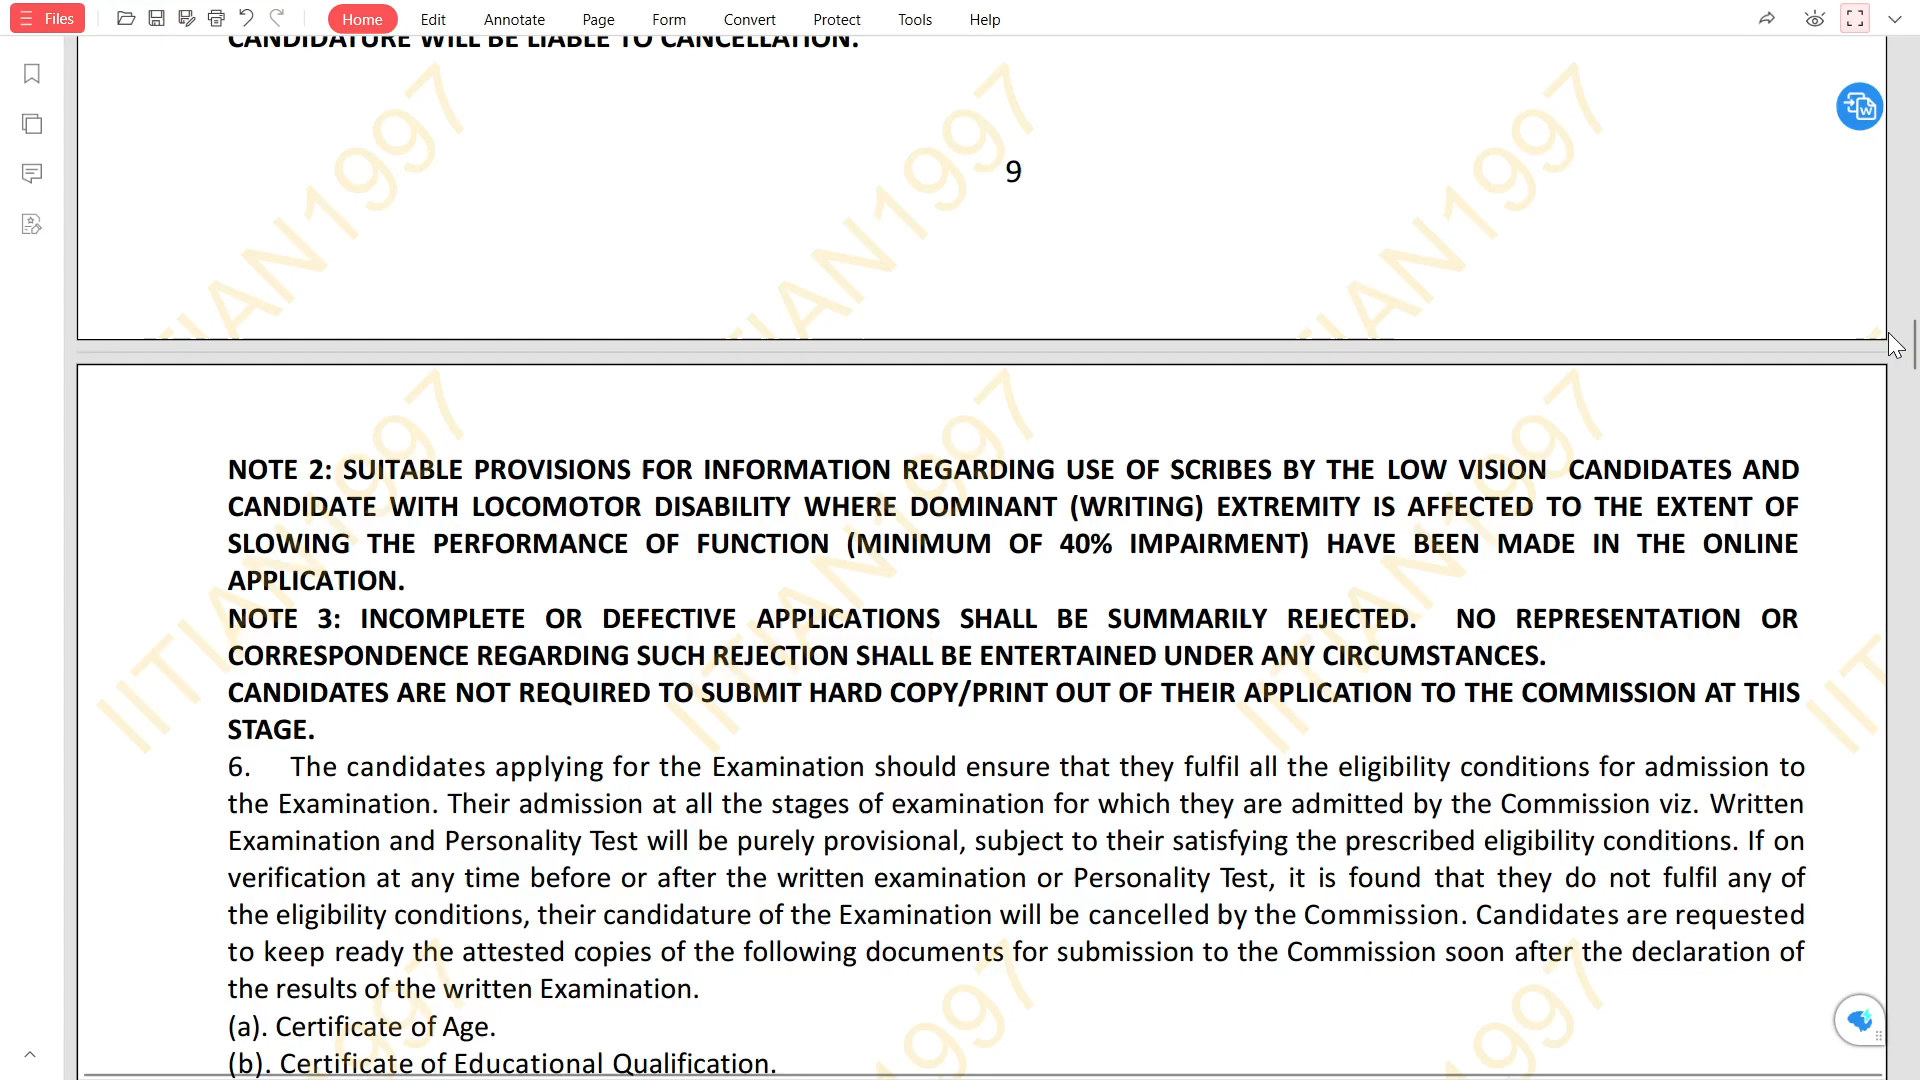 Files Home Edit Annotate Page Form Convert Protect Tools Help
CANDIDATURE WILL BE LIABLE TO CANCELLATION.
IITIAN1997 IITIAN1997 IITIAN1997
9
NOTE 2: SUITABLE PROVISIONS FOR INFORMATION REGARDING USE OF SCRIBES BY THE LOW VISION CANDIDATES AND
CANDIDATE WITH LOCOMOTOR DISABILITY WHERE DOMINANT (WRITING) EXTREMITY IS AFFECTED TO THE EXTENT OF
SLOWING THE PERFORMANCE OF FUNCTION (MINIMUM OF 40% IMPAIRMENT) HAVE BEEN MADE IN THE ONLINE
APPLICATION.
NOTE 3: INCOMPLETE OR DEFECTIVE APPLICATIONS SHALL BE SUMMARILY REJECTED. NO REPRESENTATION OR
CORRESPONDENCE REGARDING SUCH REJECTION SHALL BE ENTERTAINED UNDER ANY CIRCUMSTANCES.
CANDIDATES ARE NOT REQUIRED TO SUBMIT HARD COPY/PRINT OUT OF THEIR APPLICATION TO THE COMMISSION AT THIS
STAGE.
6. The candidates applying for the Examination should ensure that they fulfil all the eligibility conditions for admission to
the Examination. Their admission at all the stages of examination for which they are admitted by the Commission viz. Written
Examination and Personality Test will be purely provisional, subject to their satisfying the prescribed eligibility conditions. If on
verification at any time before or after the written examination or Personality Test, it is found that they do not fulfil any of
the eligibility conditions, their candidature of the Examination will be cancelled by the Commission. Candidates are requested
to keep ready the attested copies of the following documents for submission to the Commission soon after the declaration of
the results of the written Examination.
(a). Certificate of Age.
(b). Certificate of Educational Qualification.